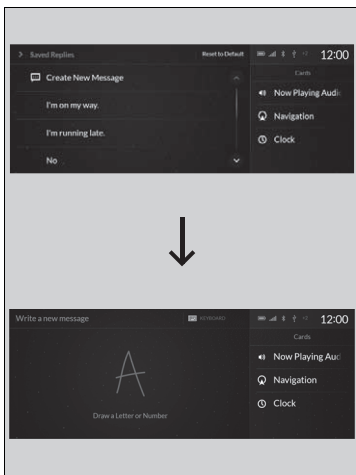 Saved Replies
Reset to Default
12:00
Create New Message
I'm on my way.
I'm running late.
No
Cards
Now Playing Audi
Navigation
Clock
Write a new message
KEYBOARD
12:00
Draw a Letter or Number
Cards
Now Playing Aud
Navigation
Clock